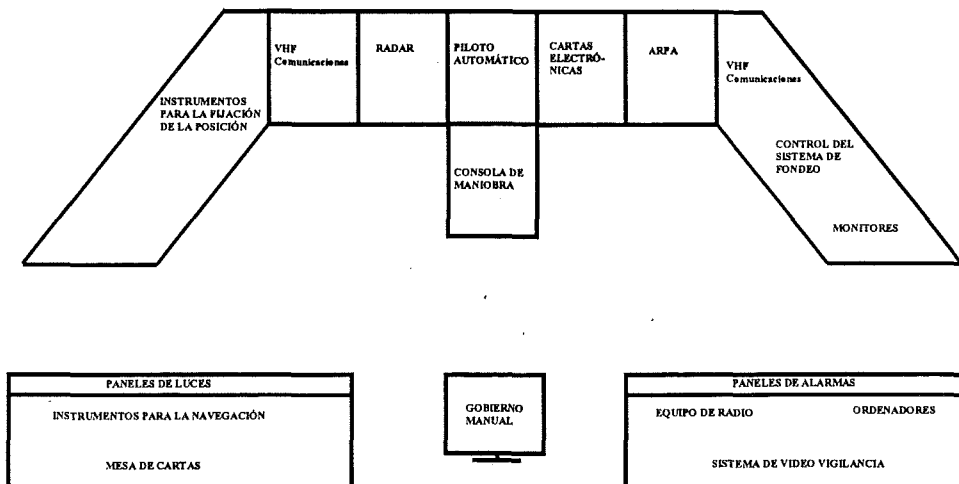 VHF
Comunicaciones
RADAR
PILOTO
AUTOMÁTICO
CARTAS
ELECTRÓ-
NICAS
ARPA
VHF
Comunicaciones
INSTRUMENTOS
PARA LA FIJACIÓN
DE LA POSICIÓN
CONSOLA DE
MANIOBRA
CONTROL DEL
SISTEMA DE
FONDEO
MONITORES
PANELES DE LUCES
INSTRUMENTOS PARA LA NAVEGACIÓN
MESA DE CARTAS
GOBIERNO
MANUAL
PANELES DE ALARMAS
EQUIPO DE RADIO
ORDENADORES
SISTEMA DE VIDEO VIGILANCIA